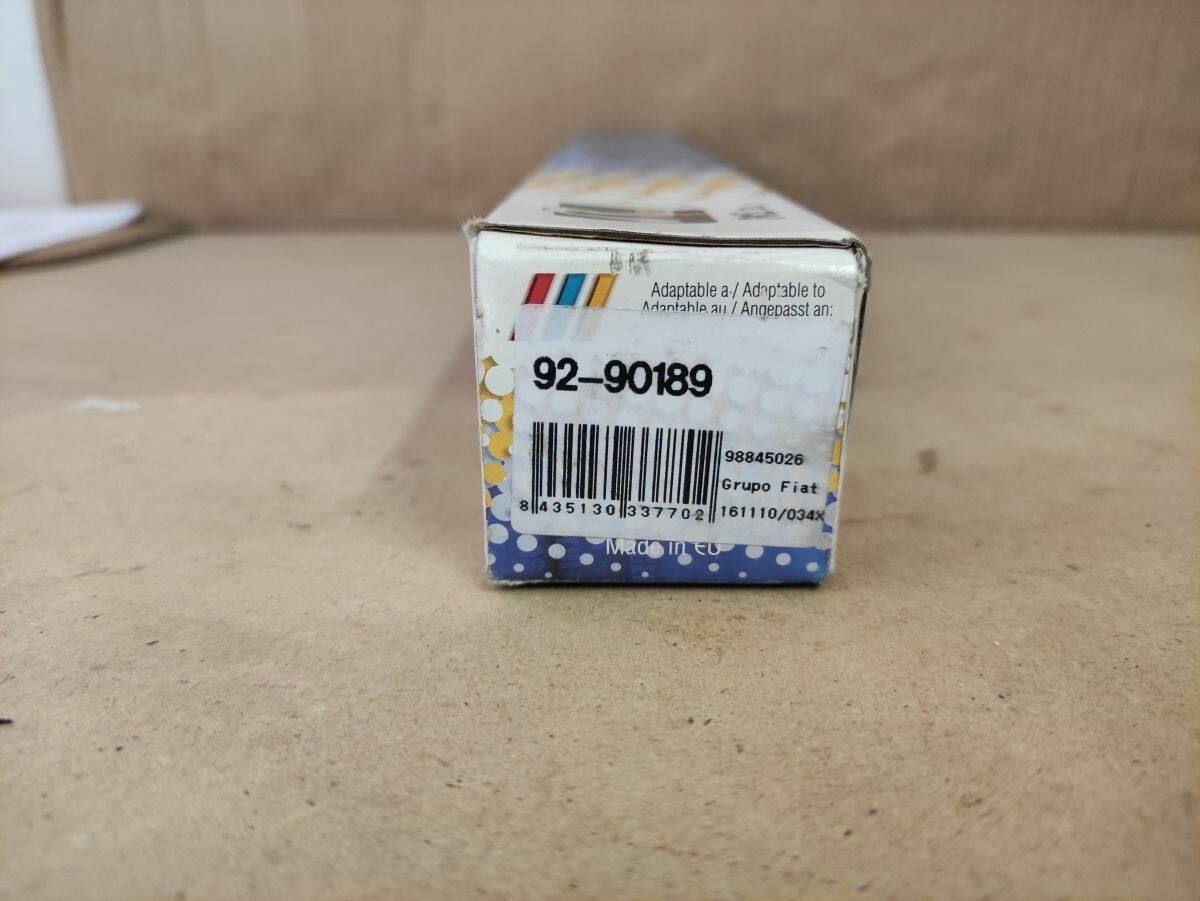 Adaptable a / Adaptable to
Adaptable au / Angepasst an:
92-90189
98845026
Grupo Fiat
8 435130 337702
161110/034X
Made in EU